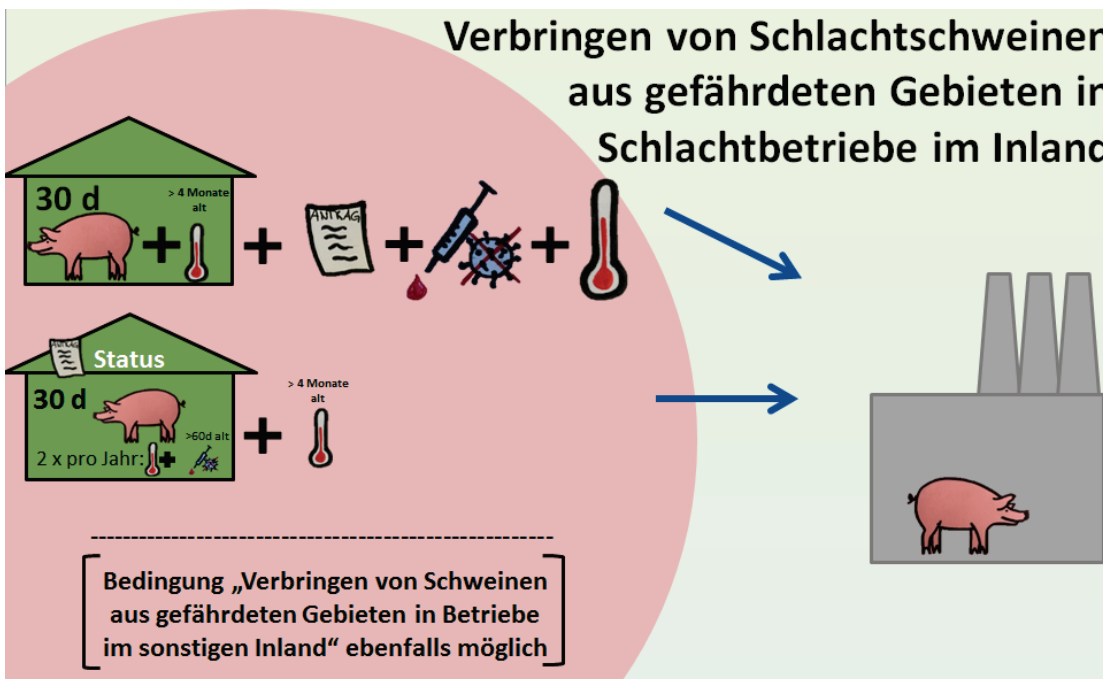 Verbringen von Schlachtschweinen
aus gefährdeten Gebieten in
Schlachtbetriebe im Inland
30 d
> 4 Monate
alt
ANTRAG
ANTRAG
Status
30 d
>60d alt
2 x pro Jahr:
> 4 Monate
alt
Bedingung „Verbringen von Schweinen
aus gefährdeten Gebieten in Betriebe
im sonstigen Inland“ ebenfalls möglich